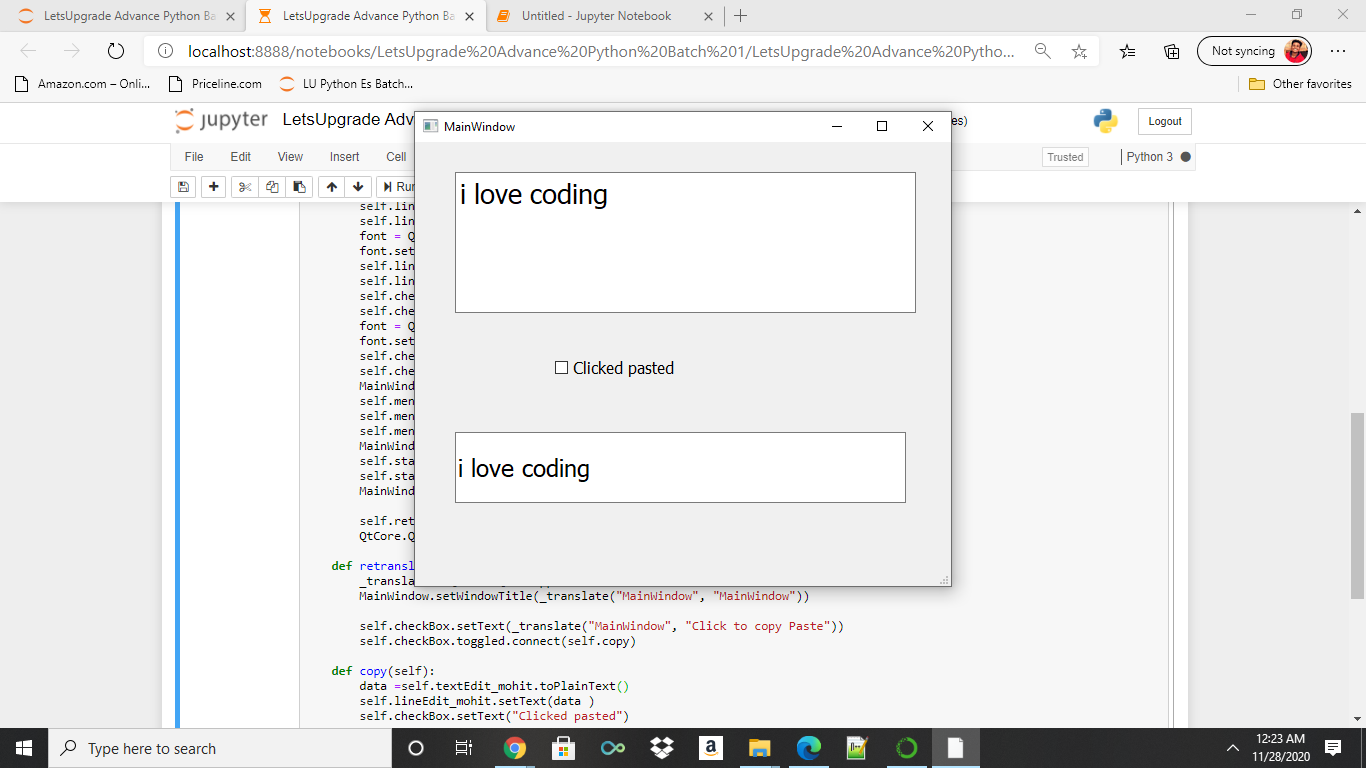 LetsUpgrade Advance Python Ba
LetsUpgrade Advance Python Ba
Untitled - Jupyter Notebook
localhost:8888/notebooks/LetsUpgrade%20Advance%20Python%20Batch%201/LetsUpgrade%20Advance%20Pytho...
Not syncing
Amazon.com – Onli...
Priceline.com
LU Python Es Batch...
Other favorites
jupyter
LetsUpgrade Adv
es)
Logout
File
Edit
View
Insert
Cell
Trusted
Python 3
Run
MainWindow
i love coding
Clicked pasted
i love coding
self.lin
self.lin
font = Q
font.set
self.lin
self.lin
self.che
self.che
font = Q
font.set
self.che
self.che
MainWind
self.men
self.men
self.men
MainWind
self.sta
self.sta
MainWind
self.ret
QtCore.Q
def retransl
_transla
MainWindow.setWindowTitle(_translate("MainWindow", "MainWindow"))
self.checkBox.setText(_translate("MainWindow", "Click to copy Paste"))
self.checkBox.toggled.connect(self.copy)
def copy(self):
data =self.textEdit_mohit.toPlainText()
self.lineEdit_mohit.setText(data )
self.checkBox.setText("Clicked pasted")
Type here to search
12:23 AM
11/28/2020